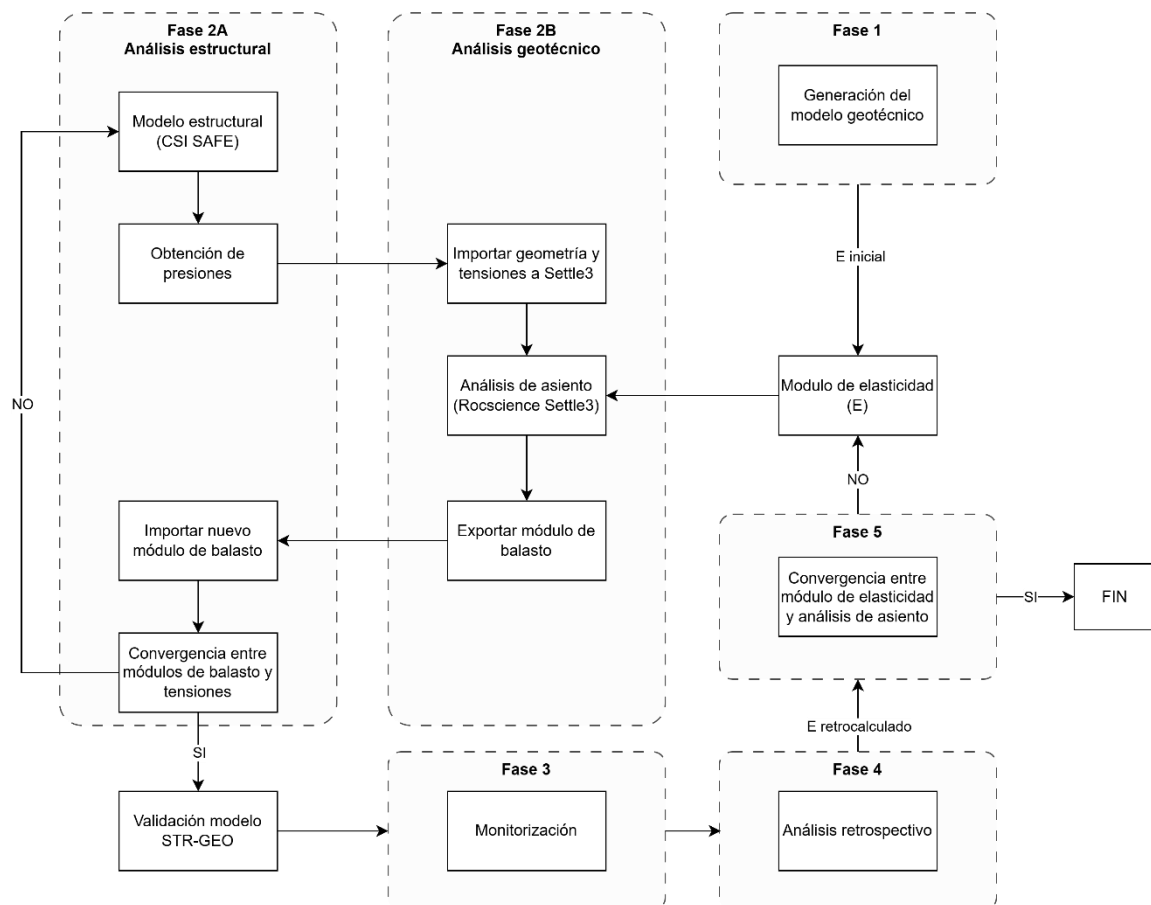 Fase 2A
Análisis estructural
Modelo estructural
(CSI SAFE)
Obtención de
presiones
Importar nuevo
módulo de balasto
Convergencia entre
módulos de balasto y
tensiones
NO
SI
Validación modelo
STR-GEO
Fase 2B
Análisis geotécnico
Importar geometría y
tensiones a Settle3
Análisis de asiento
(Rocscience Settle3)
Exportar módulo de
balasto
Fase 1
Generación del
modelo geotécnico
E inicial
Modulo de elasticidad
(E)
NO
Fase 5
Convergencia entre
módulo de elasticidad
y análisis de asiento
SI
FIN
E retrocalculado
Fase 3
Monitorización
Fase 4
Análisis retrospectivo